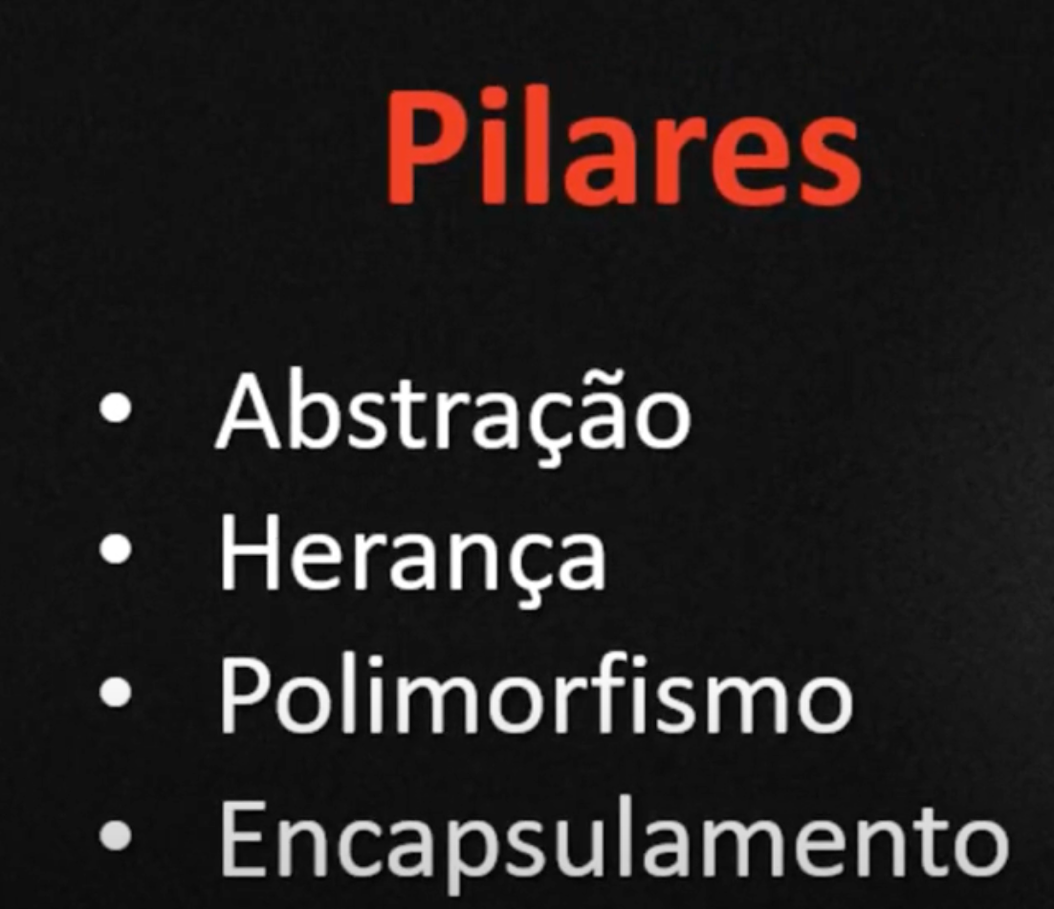 Pilares
• Abstração
• Herança
• Polimorfismo
• Encapsulamento